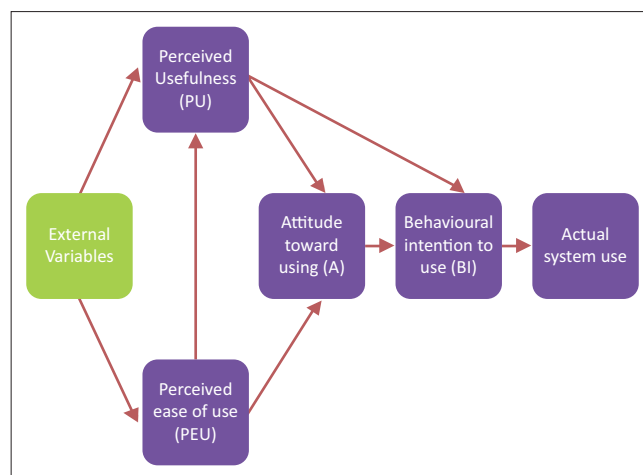 Perceived
Usefulness
(PU)
External
Variables
Attitude
toward
using (A)
Behavioural
intention to
use (BI)
Actual
system use
Perceived
ease of use
(PEU)